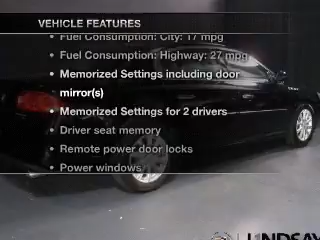 VEHICLE FEATURES
• Fuel Consumption: City: 17 mpg
• Fuel Consumption: Highway: 27 mpg
• Memorized Settings including door
mirror(s)
• Memorized Settings for 2 drivers
• Driver seat memory
• Remote power door locks
• Power windows
LINDSAY